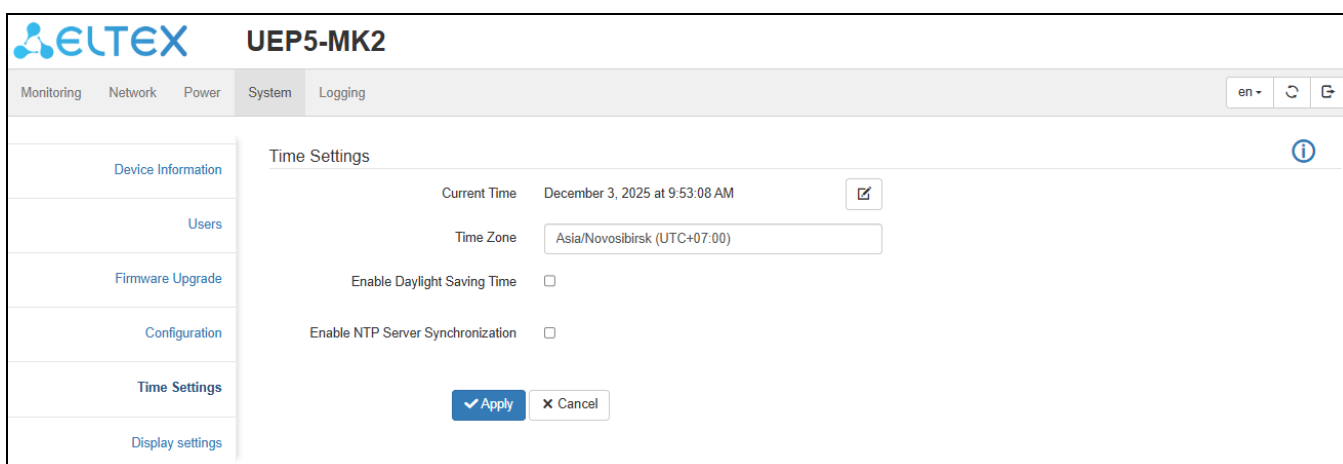 ELTEX UEP5-MK2
Monitoring Network Power System Logging en
Device Information
Users
Firmware Upgrade
Configuration
Time Settings
Display settings
Time Settings
Current Time December 3, 2025 at 9:53:08 AM
Time Zone Asia/Novosibirsk (UTC+07:00)
Enable Daylight Saving Time
Enable NTP Server Synchronization
Apply Cancel